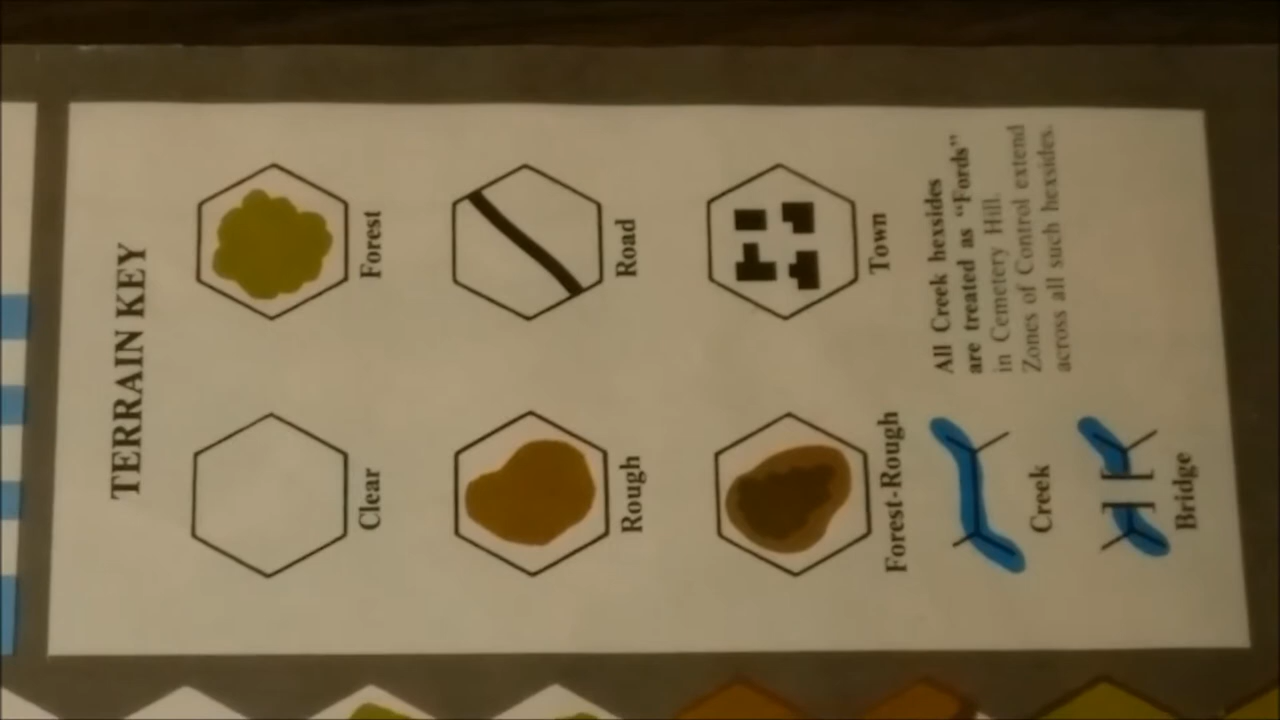 TERRAIN KEY
Clear
Forest
Rough
Road
Forest-Rough
Town
Creek
All Creek hexsides
are treated as “Fords”
in Cemetery Hill.
Zones of Control extend
across all such hexsides.
Bridge